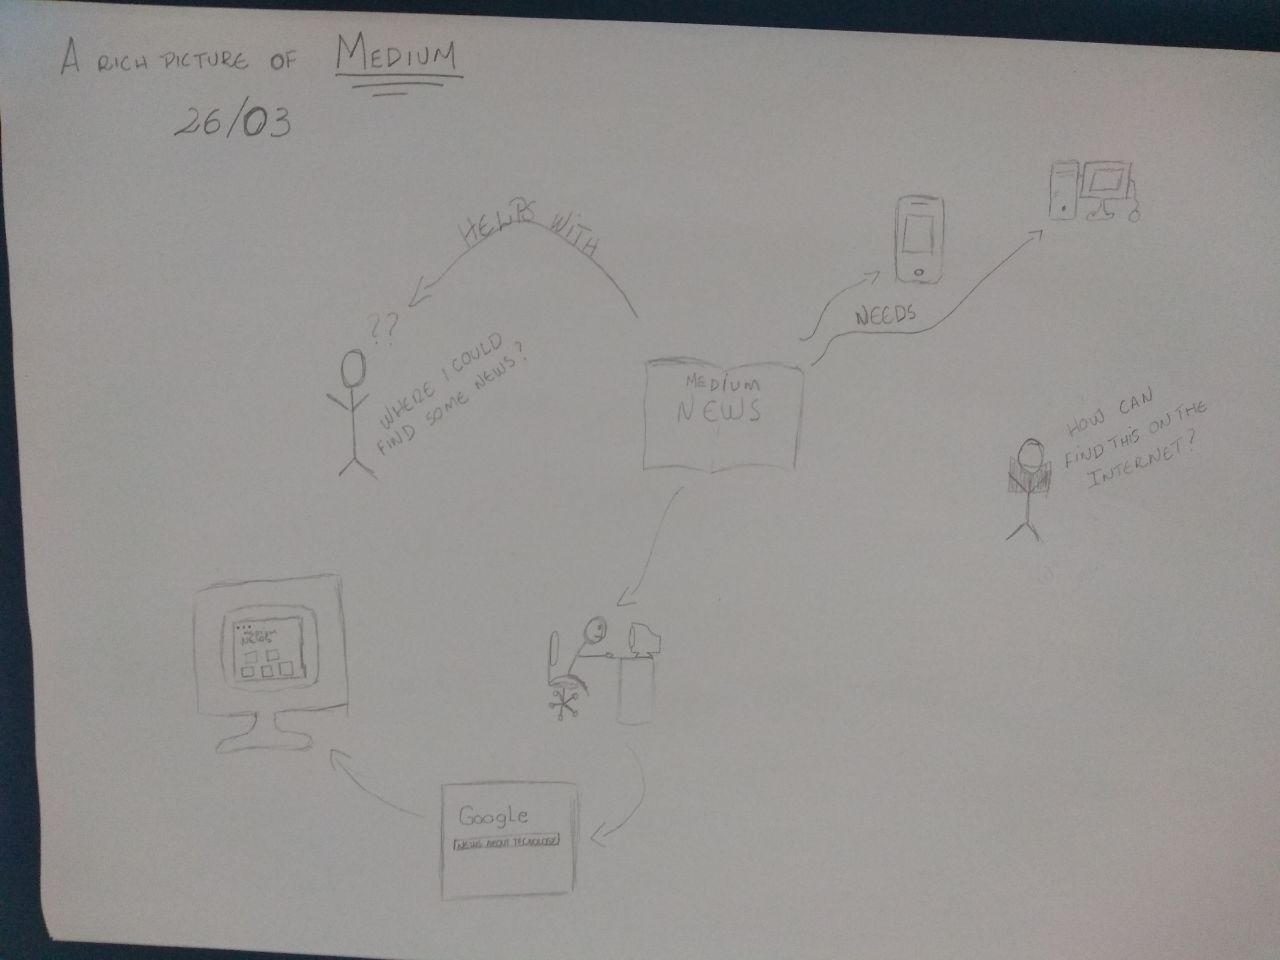 A RICH PICTURE OF MEDIUM
26/03
HELPS WITH
??
WHERE I COULD
FIND SOME NEWS?
NEEDS
MEDIUM
NEWS
HOW CAN
FIND THIS ON THE
INTERNET?
MEDIUM
NEWS
Google
NEWS ABOUT TECNOLOGY